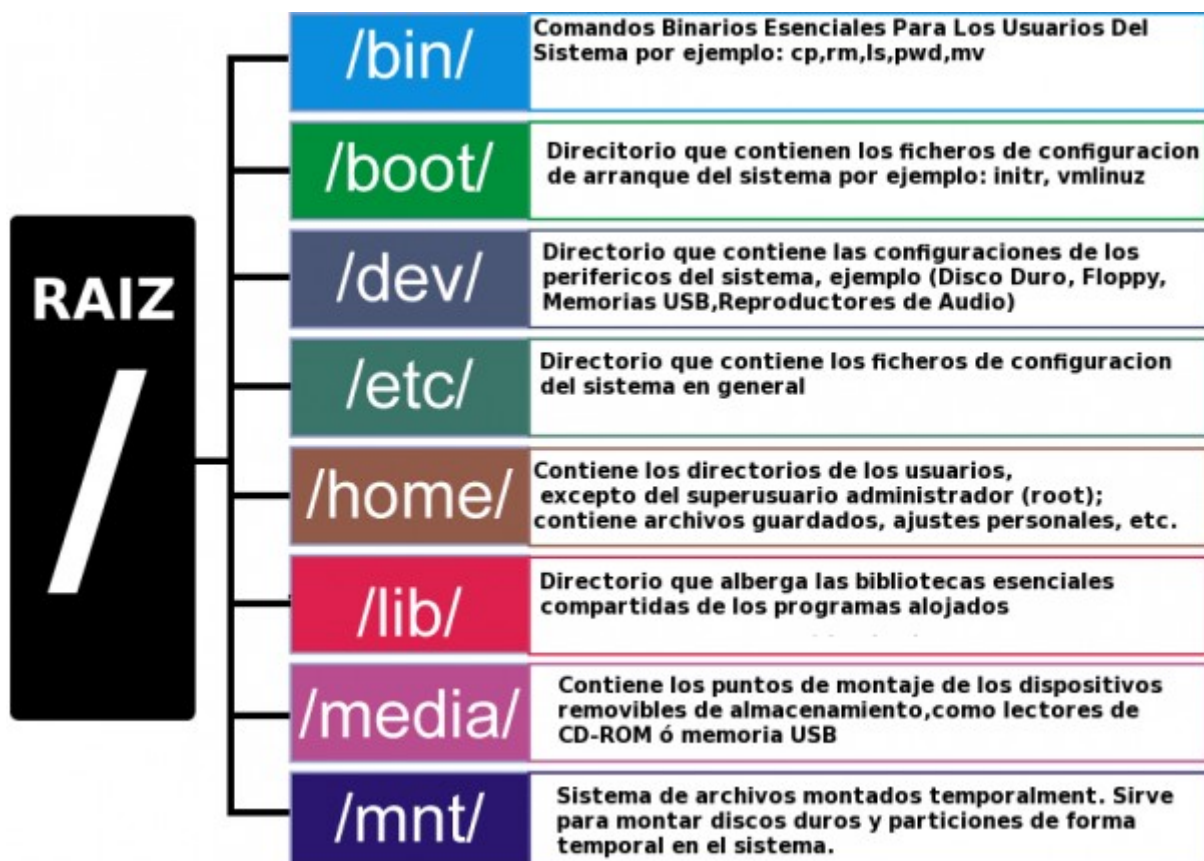 /bin/
Comandos Binarios Esenciales Para Los Usuarios Del
Sistema por ejemplo: cp,rm,ls,pwd,mv
/boot/
Direcitorio que contienen los ficheros de configuracion
de arranque del sistema por ejemplo: initr, vmlinuz
RAIZ
/
/dev/
Directorio que contiene las configuraciones de los
perifericos del sistema, ejemplo (Disco Duro, Floppy,
Memorias USB,Reproductores de Audio)
/etc/
Directorio que contiene los ficheros de configuracion
del sistema en general
/home/
Contiene los directorios de los usuarios,
excepto del superusuario administrador (root);
contiene archivos guardados, ajustes personales, etc.
/lib/
Directorio que alberga las bibliotecas esenciales
compartidas de los programas alojados
/media/
Contiene los puntos de montaje de los dispositivos
removibles de almacenamiento,como lectores de
CD-ROM ó memoria USB
/mnt/
Sistema de archivos montados temporalment. Sirve
para montar discos duros y particiones de forma
temporal en el sistema.